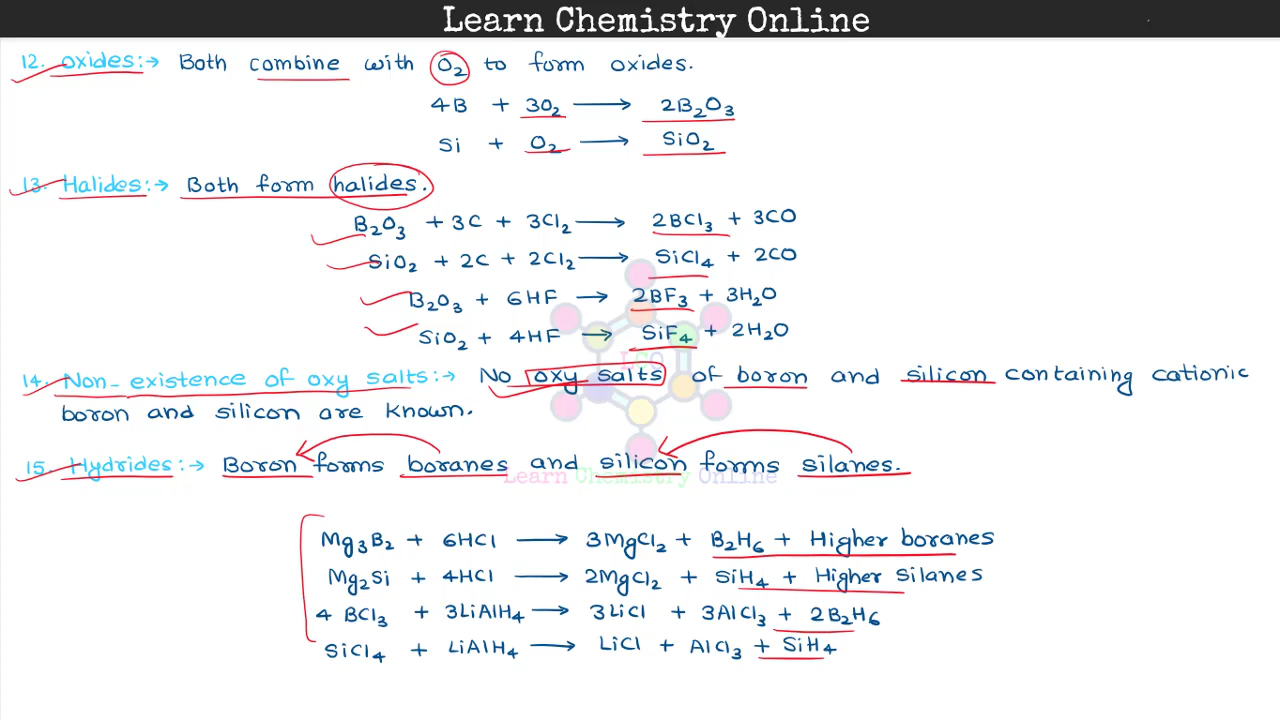 Learn Chemistry Online
12. Oxides:→ Both combine with O₂ to form oxides.
4B + 3O₂ ⟶ 2B₂O₃
Si + O₂ ⟶ SiO₂
13. Halides:→ Both form halides.
B₂O₃ + 3C + 3Cl₂ ⟶ 2BCl₃ + 3CO
SiO₂ + 2C + 2Cl₂ ⟶ SiCl₄ + 2CO
B₂O₃ + 6HF ⟶ 2BF₃ + 3H₂O
SiO₂ + 4HF ⟶ SiF₄ + 2H₂O
LCO
14. Non-existence of oxy salts:→ No oxy salts of boron and silicon containing cationic
boron and silicon are known.
15. Hydrides:→ Boron forms boranes and silicon forms silanes.
Learn Chemistry Online
Mg₃B₂ + 6HCl ⟶ 3MgCl₂ + B₂H₆ + Higher boranes
Mg₂Si + 4HCl ⟶ 2MgCl₂ + SiH₄ + Higher silanes
4 BCl₃ + 3LiAlH₄ ⟶ 3LiCl + 3AlCl₃ + 2B₂H₆
SiCl₄ + LiAlH₄ ⟶ LiCl + AlCl₃ + SiH₄